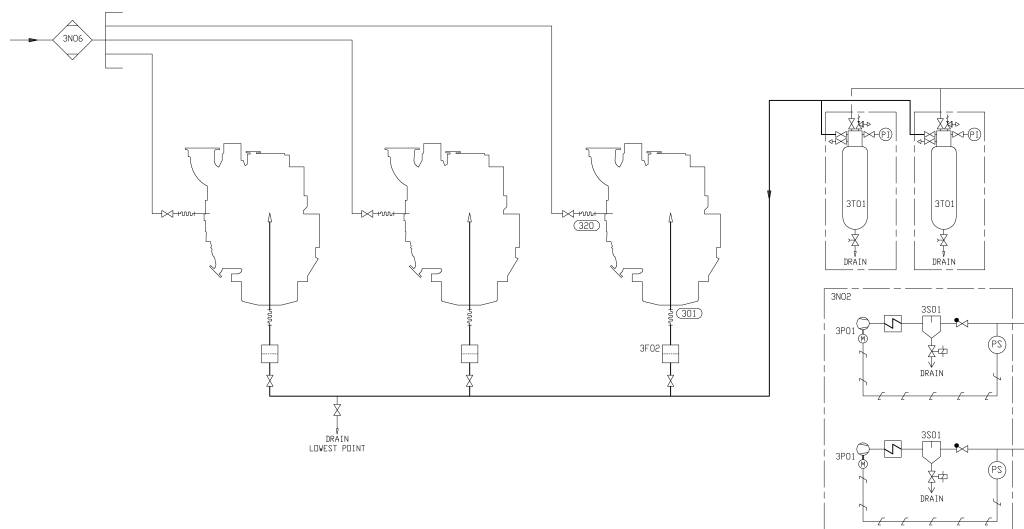 3N06
PI
PI
3T01
3T01
320
DRAIN
DRAIN
3N02
301
3S01
3P01
M
PS
3F02
DRAIN
DRAIN
LOWEST POINT
3S01
3P01
M
PS
DRAIN